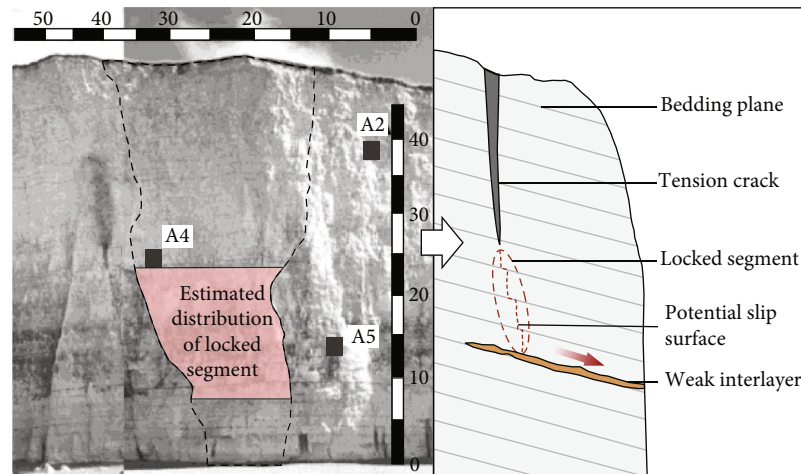 50 40 30 20 10 0
A2
40
30
A4
20
A5
10
0
Estimated
distribution
of locked
segment
Bedding plane
Tension crack
Locked segment
Potential slip
surface
Weak interlayer